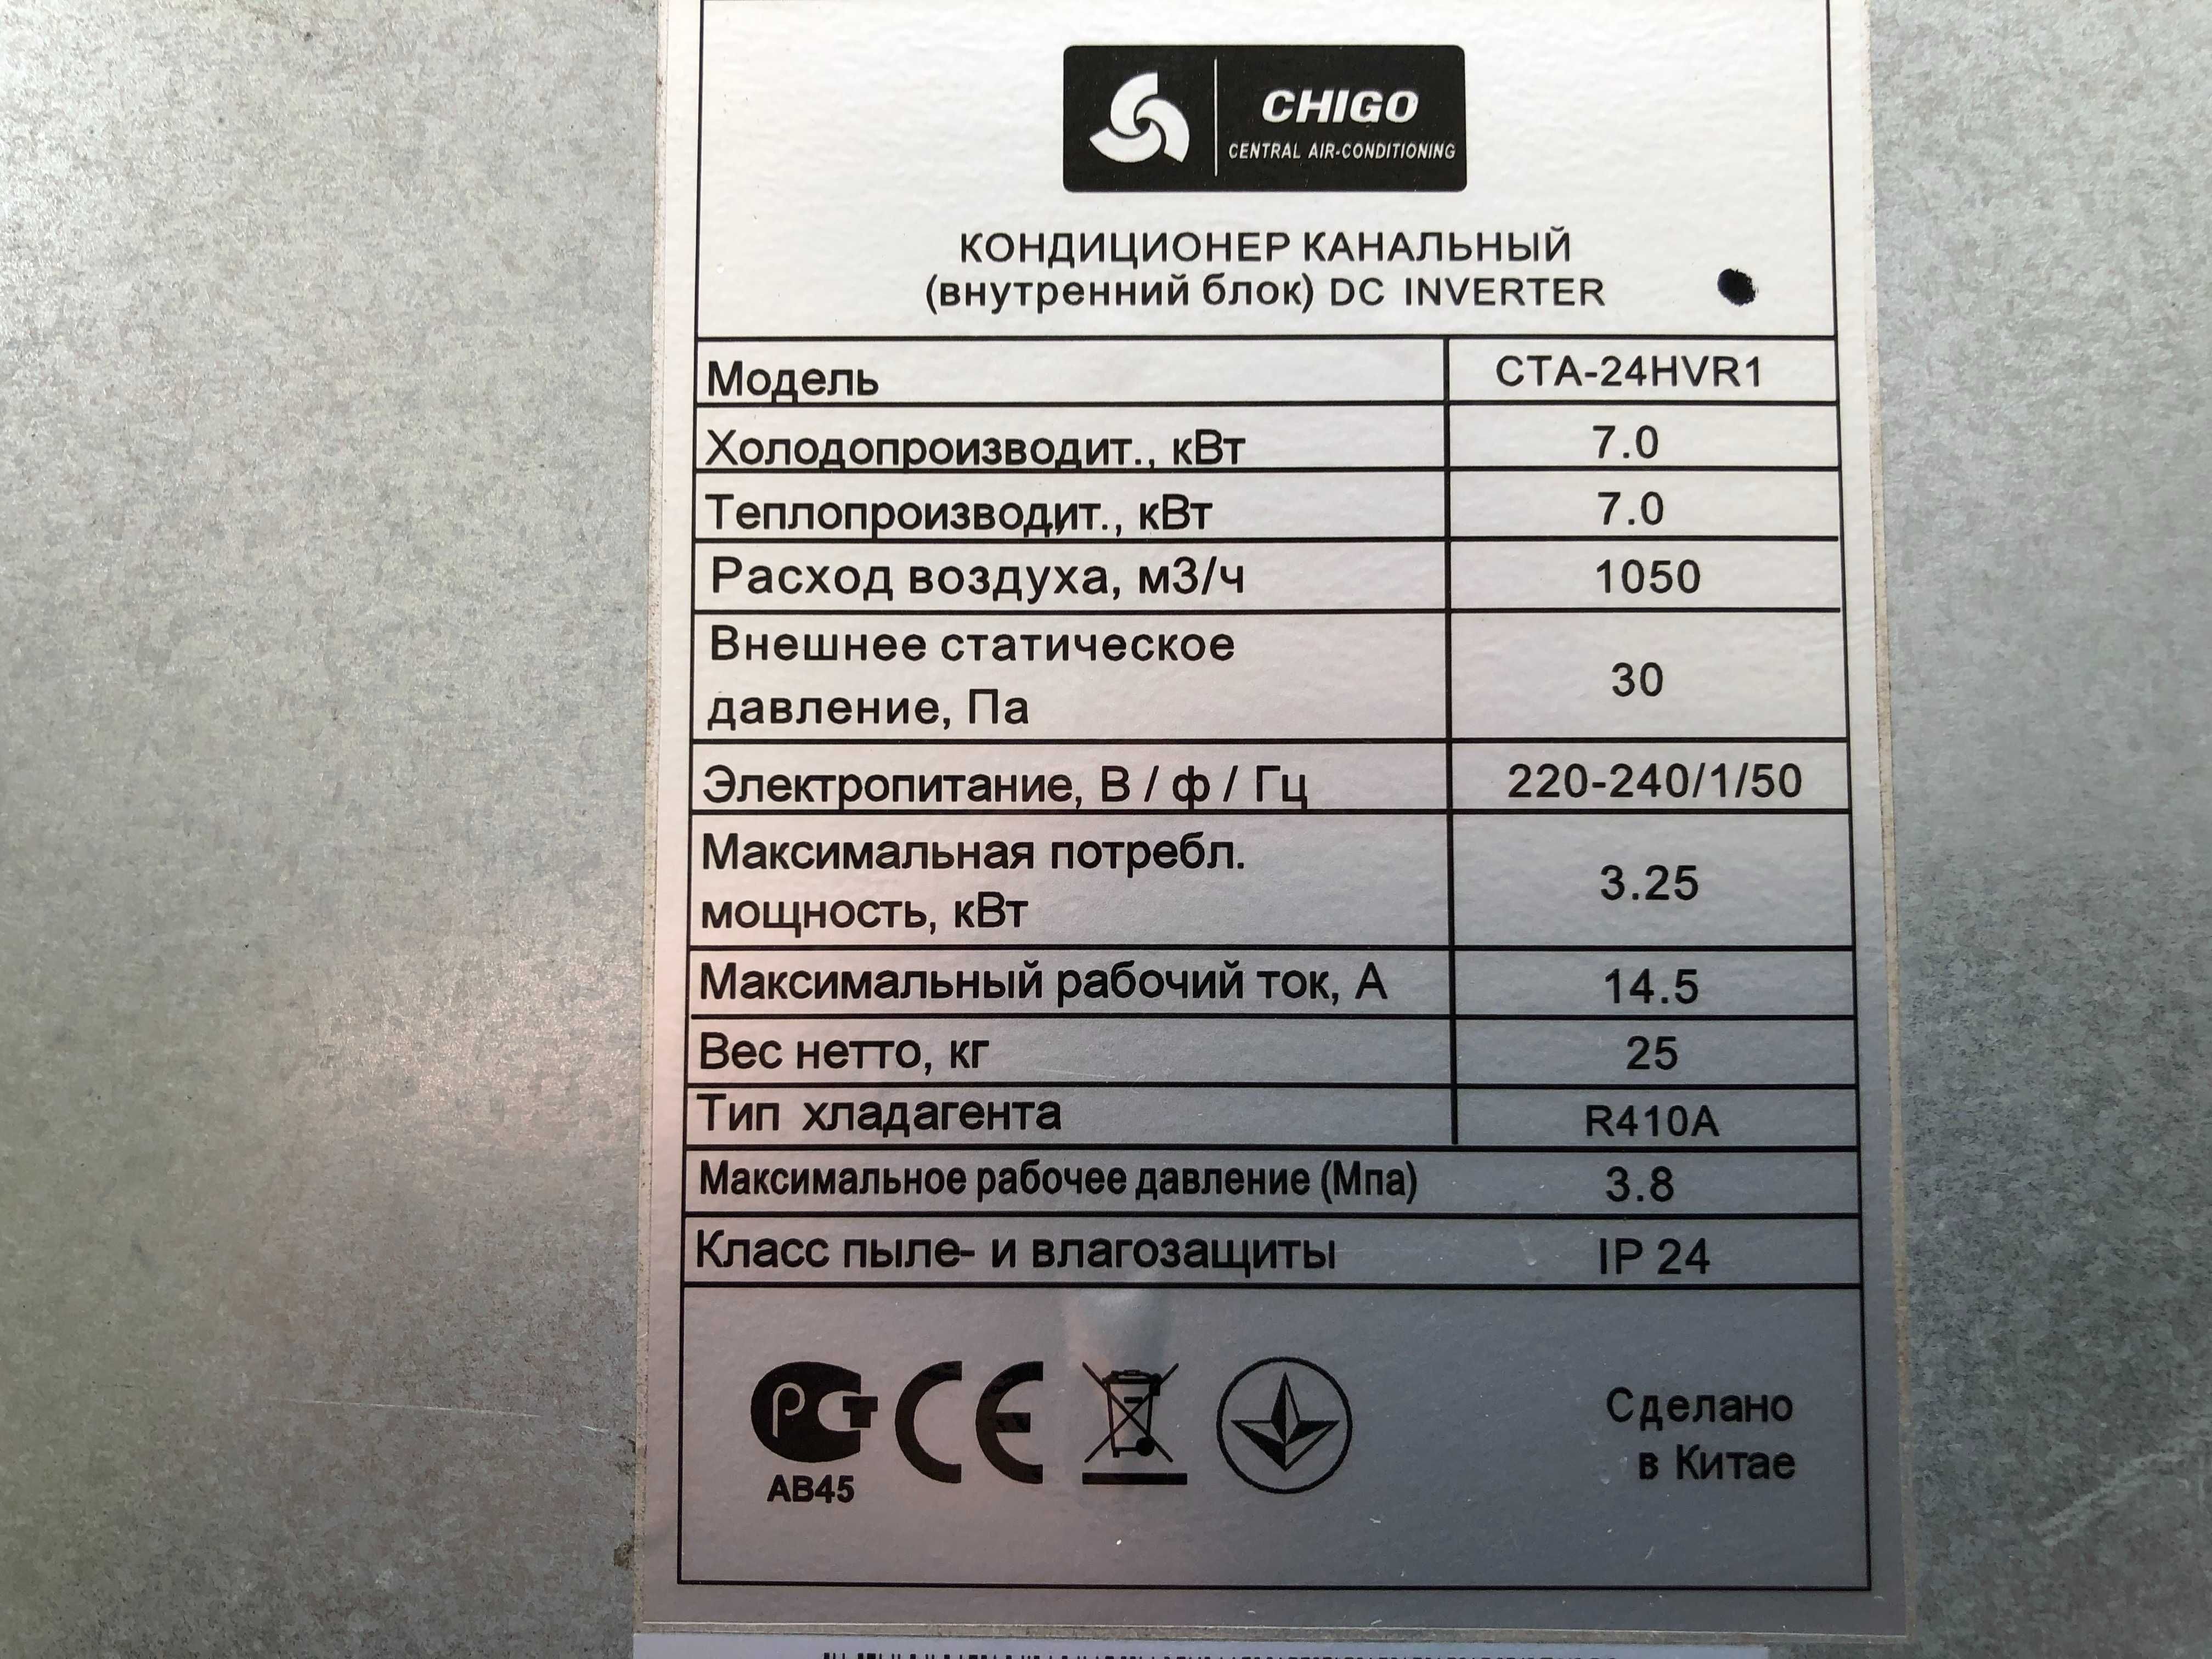 CHIGO
CENTRAL AIR-CONDITIONING
КОНДИЦИОНЕР КАНАЛЬНЫЙ
(внутренний блок) DC INVERTER
Модель CTA-24HVR1
Холодопроизводит., кВт 7.0
Теплопроизводит., кВт 7.0
Расход воздуха, м3/ч 1050
Внешнее статическое
давление, Па 30
Электропитание, В / ф / Гц 220-240/1/50
Максимальная потребл.
мощность, кВт 3.25
Максимальный рабочий ток, А 14.5
Вес нетто, кг 25
Тип хладагента R410A
Максимальное рабочее давление (Мпа) 3.8
Класс пыле- и влагозащиты IP 24
РСТ CE
АВ45
Сделано
в Китае